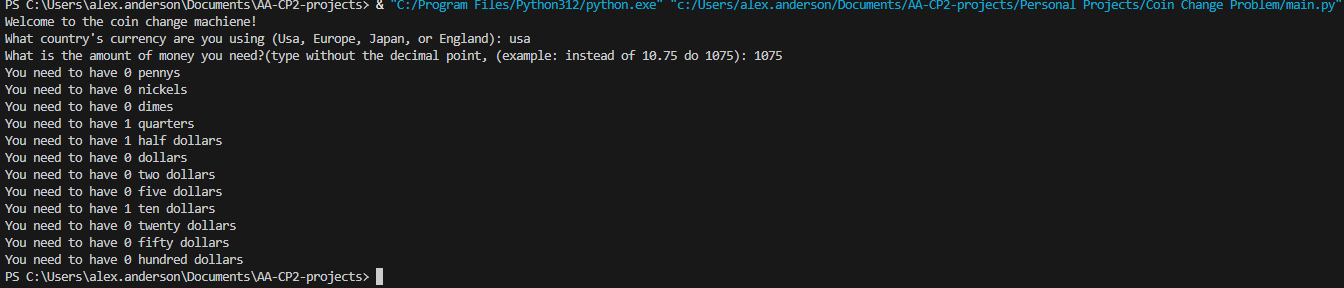 PS C:\Users\alex.anderson\Documents\AA-CP2-projects> & "C:/Program Files/Python312/python.exe" "c:/Users/alex.anderson/Documents/AA-CP2-projects/Personal Projects/Coin Change Problem/main.py"
Welcome to the coin change machiene!
What country's currency are you using (Usa, Europe, Japan, or England): usa
What is the amount of money you need?(type without the decimal point, (example: instead of 10.75 do 1075): 1075
You need to have 0 pennys
You need to have 0 nickels
You need to have 0 dimes
You need to have 1 quarters
You need to have 1 half dollars
You need to have 0 dollars
You need to have 0 two dollars
You need to have 0 five dollars
You need to have 1 ten dollars
You need to have 0 twenty dollars
You need to have 0 fifty dollars
You need to have 0 hundred dollars
PS C:\Users\alex.anderson\Documents\AA-CP2-projects>